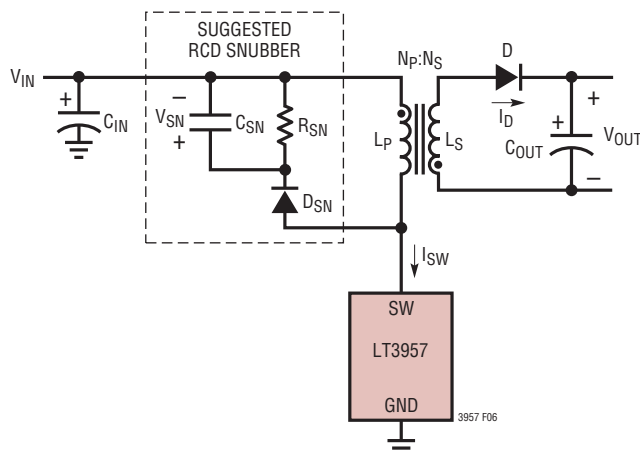 SUGGESTED
RCD SNUBBER
NP:NS
D
VIN
+
CIN
−
VSN
+
CSN
RSN
DSN
LP
LS
ID
+
COUT
+
VOUT
−
ISW
SW
LT3957
GND
3957 F06